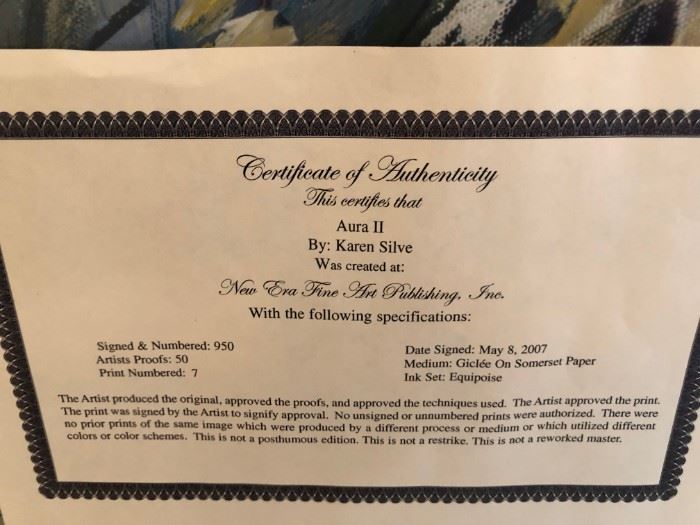 Certificate of Authenticity
This certifies that
Aura II
By: Karen Silve
Was created at:
New Era Fine Art Publishing, Inc.
With the following specifications:
Signed & Numbered: 950
Artists Proofs: 50
Print Numbered: 7
Date Signed: May 8, 2007
Medium: Giclée On Somerset Paper
Ink Set: Equipoise
The Artist produced the original, approved the proofs, and approved the techniques used. The Artist approved the print.
The print was signed by the Artist to signify approval. No unsigned or unnumbered prints were authorized. There were
no prior prints of the same image which were produced by a different process or medium or which utilized different
colors or color schemes. This is not a posthumous edition. This is not a restrike. This is not a reworked master.